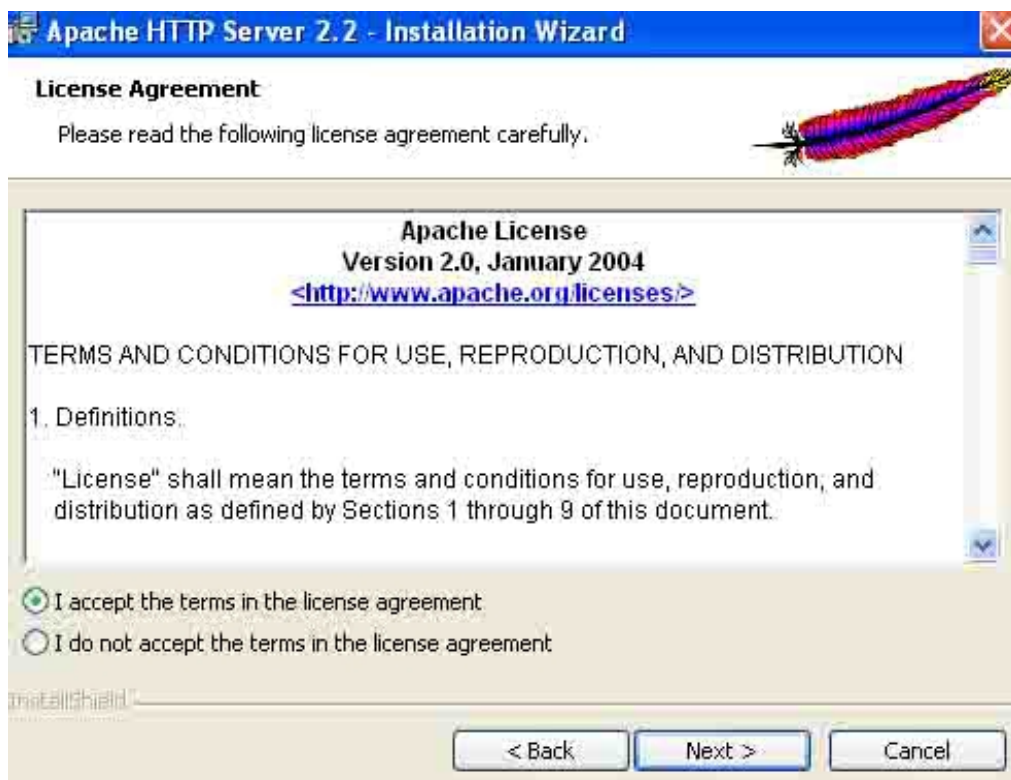 Apache HTTP Server 2.2 - Installation Wizard
License Agreement
Please read the following license agreement carefully.
Apache License
Version 2.0, January 2004
<http://www.apache.org/licenses/>
TERMS AND CONDITIONS FOR USE, REPRODUCTION, AND DISTRIBUTION
1. Definitions.
"License" shall mean the terms and conditions for use, reproduction, and
distribution as defined by Sections 1 through 9 of this document.
I accept the terms in the license agreement
I do not accept the terms in the license agreement
InstallShield
< Back Next > Cancel